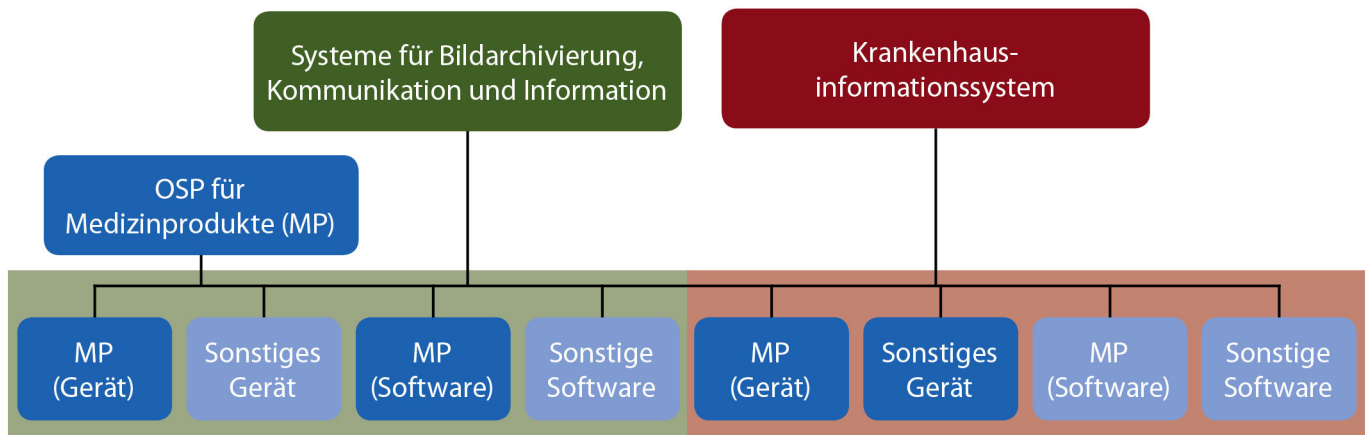 Systeme für Bildarchivierung,
Kommunikation und Information
Krankenhaus-
informationssystem
OSP für
Medizinprodukte (MP)
MP
(Gerät)
Sonstiges
Gerät
MP
(Software)
Sonstige
Software
MP
(Gerät)
Sonstiges
Gerät
MP
(Software)
Sonstige
Software